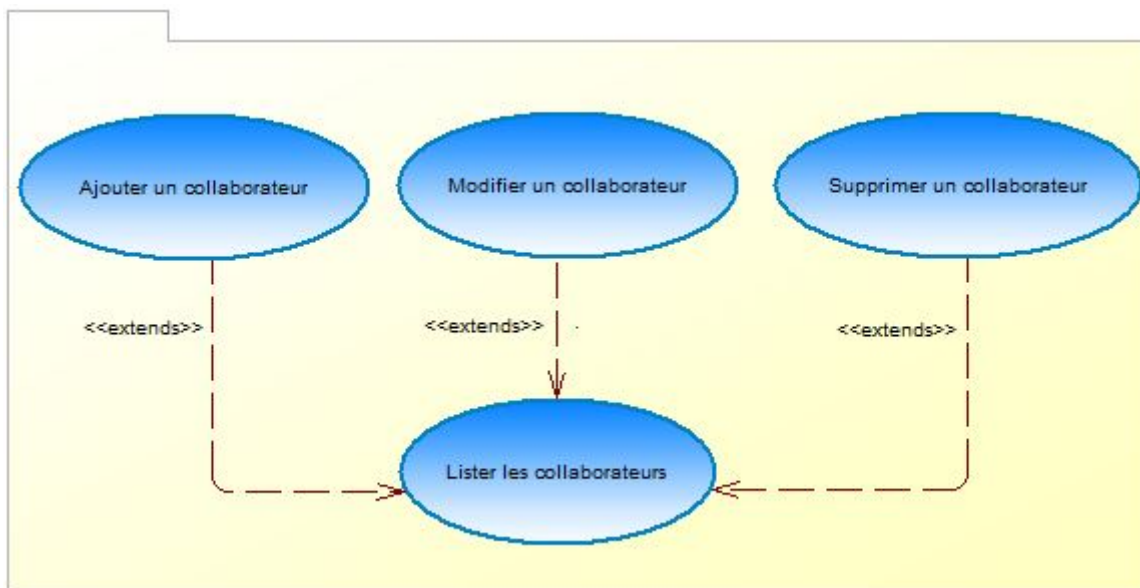 Ajouter un collaborateur
Modifier un collaborateur
Supprimer un collaborateur
<<extends>>
<<extends>>
<<extends>>
Lister les collaborateurs